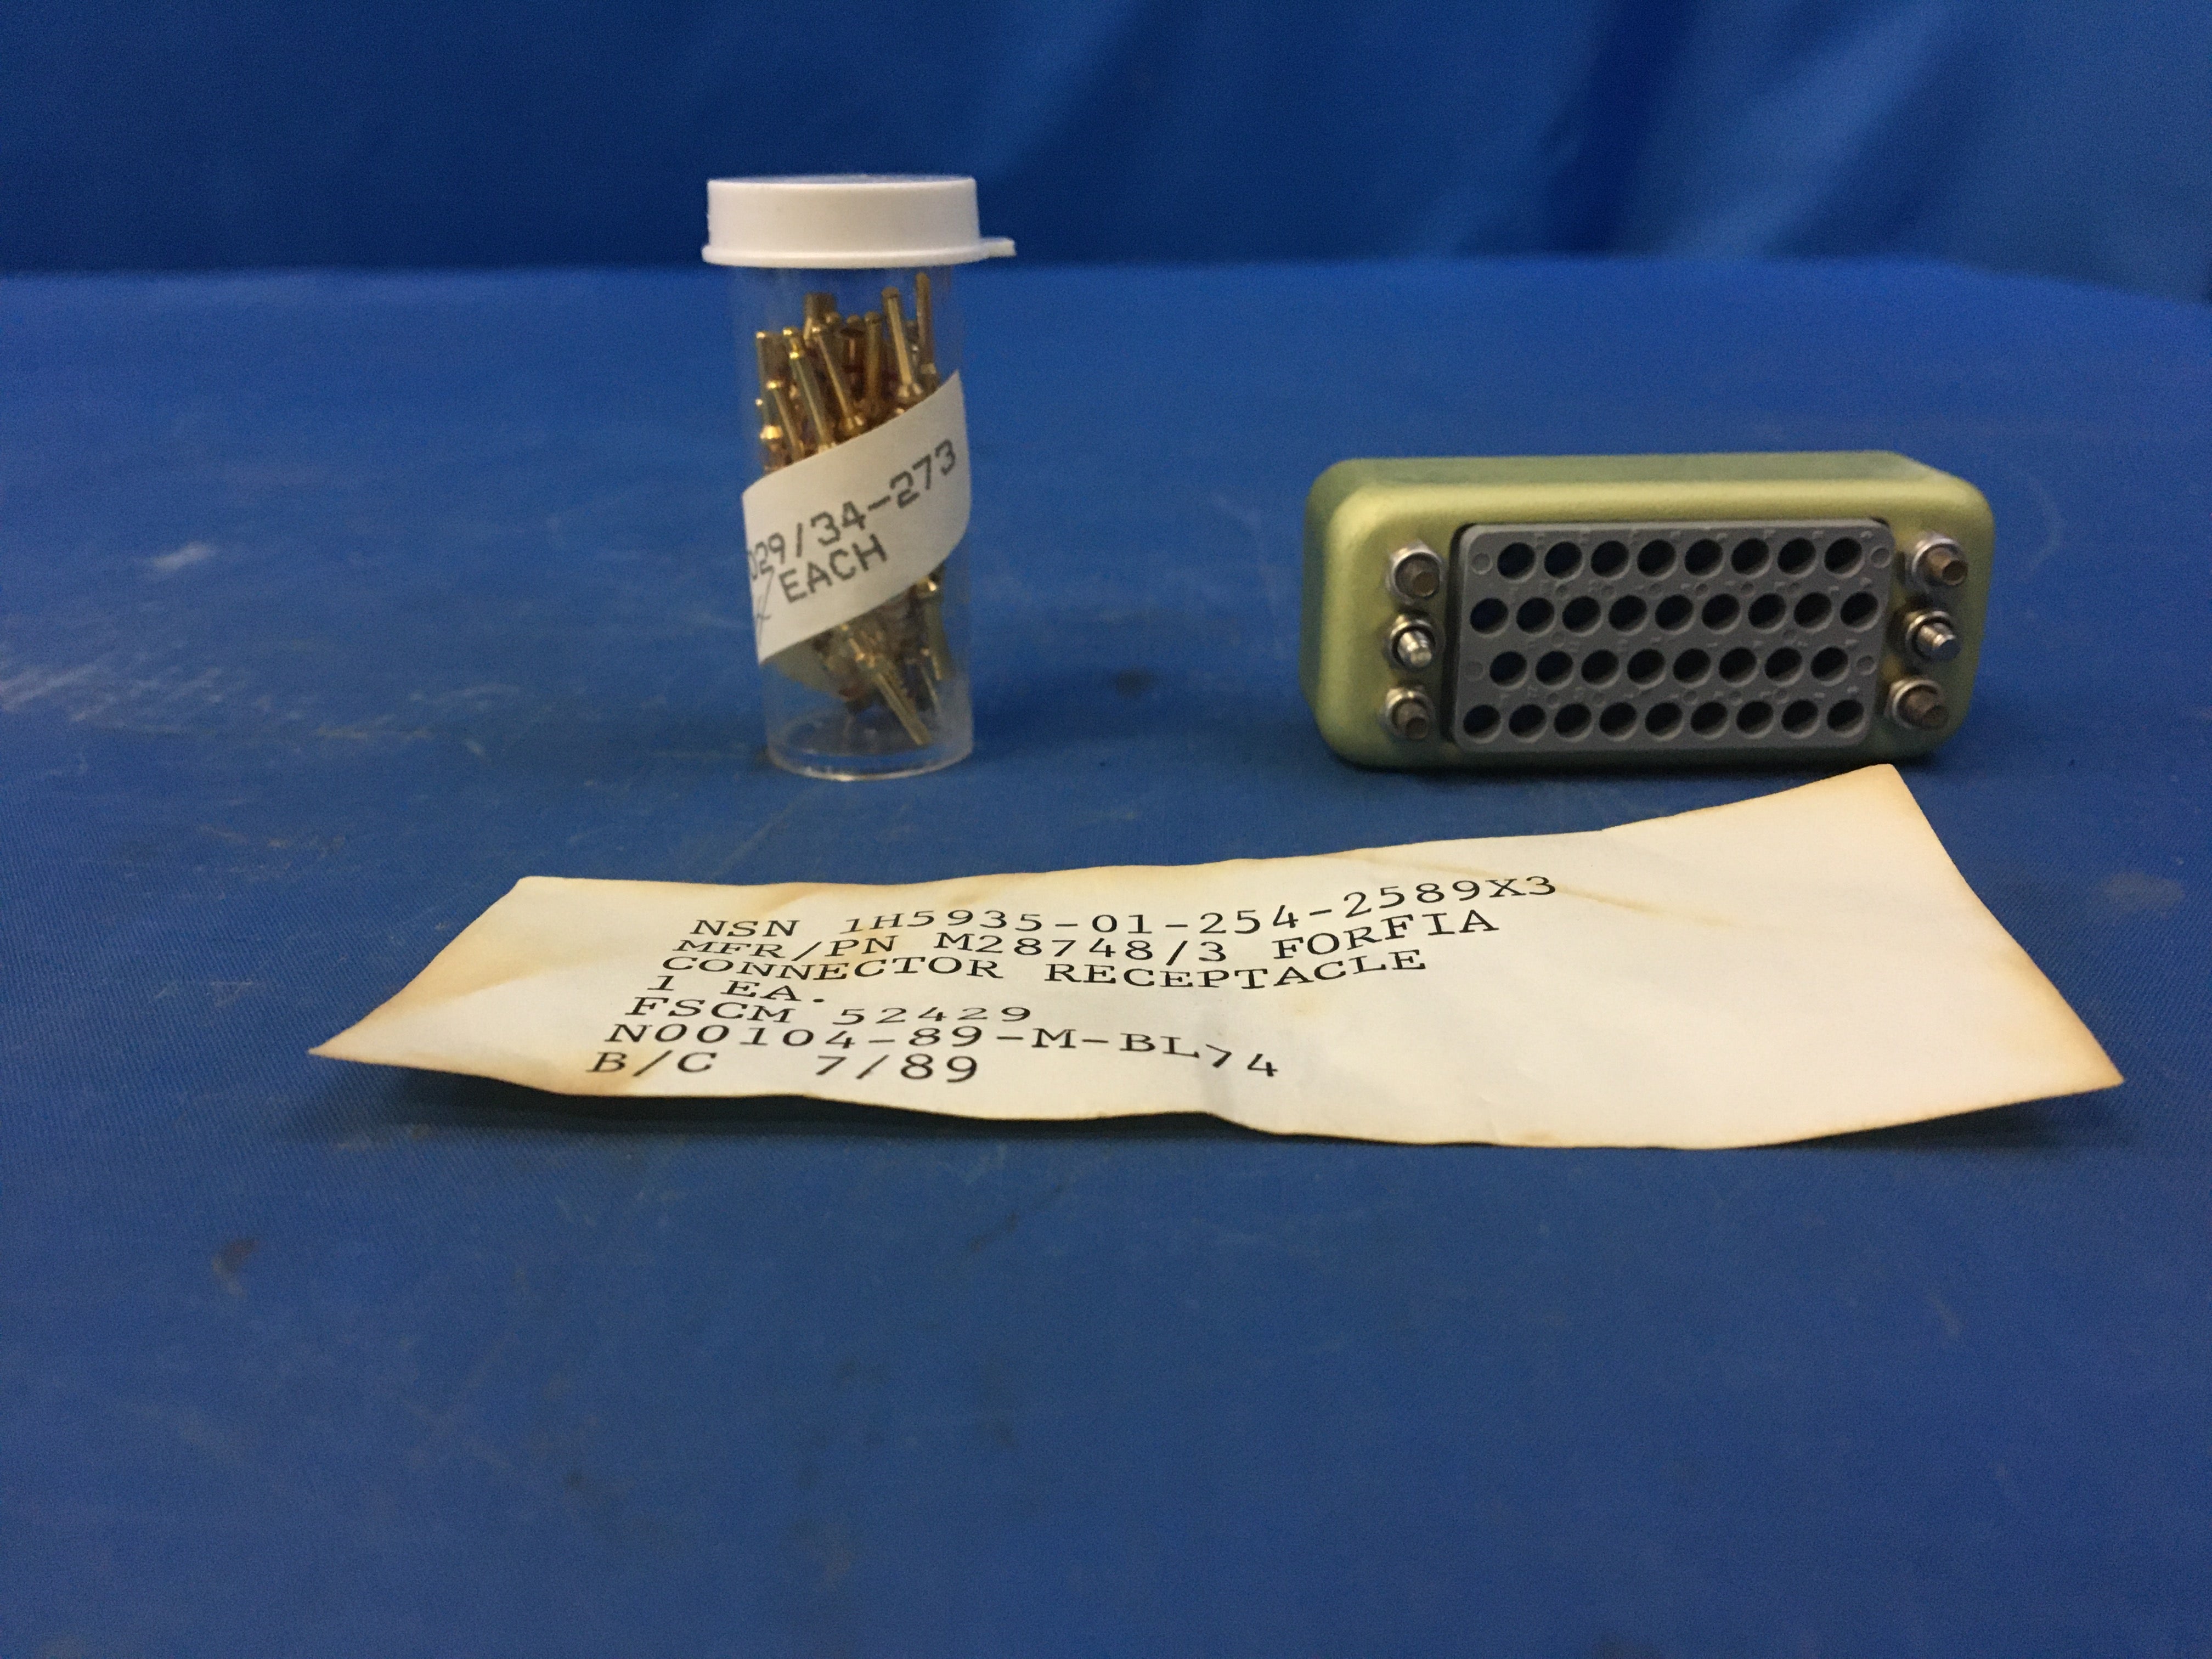 029/34-273
EACH
NSN 1H5935-01-254-2589X3
MFR/PN M28748/3 FORFIA
CONNECTOR RECEPTACLE
1 EA.
FSCM 52429
N00104-89-M-BL74
B/C 7/89